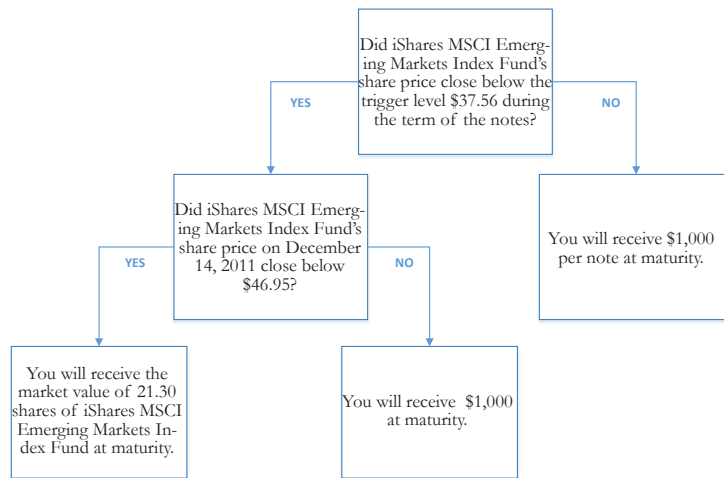 Did iShares MSCI Emerg-
ing Markets Index Fund's
share price close below the
trigger level $37.56 during
the term of the notes?
YES
NO
Did iShares MSCI Emerg-
ing Markets Index Fund's
share price on December
14, 2011 close below
$46.95?
You will receive $1,000
per note at maturity.
YES
NO
You will receive the
market value of 21.30
shares of iShares MSCI
Emerging Markets In-
dex Fund at maturity.
You will receive $1,000
at maturity.